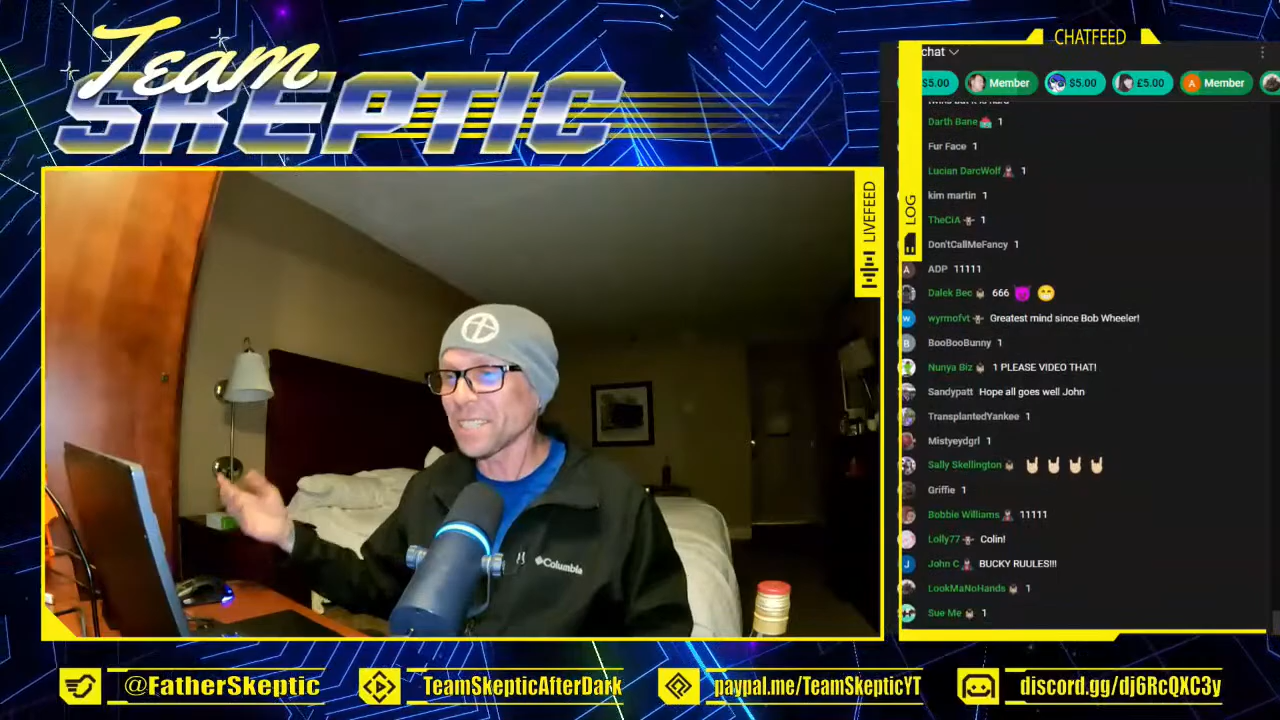 Team
SKEPTIC
CHATFEED
chat
$5.00
Member
$5.00
£5.00
Member
LIVEFEED
LOG
Darth Bane 1
Fur Face 1
Lucian DarcWolf 1
kim martin 1
TheCiA 1
Don'tCallMeFancy 1
A ADP 11111
Dalek Bec 666 😈 😁
w wyrmofvt Greatest mind since Bob Wheeler!
B BooBooBunny 1
Nunya Biz 1 PLEASE VIDEO THAT!
Sandypatt Hope all goes well John
TransplantedYankee 1
Mistyeydgrl 1
Sally Skellington 🤘🏻 🤘🏻 🤘🏻 🤘🏻
Griffie 1
Bobbie Williams 11111
Lolly77 Colin!
J John C BUCKY RUULES!!!
LookMaNoHands 1
Sue Me 1
Columbia
@FatherSkeptic
TeamSkepticAfterDark
paypal.me/TeamSkepticYT
discord.gg/dj6RcQXC3y